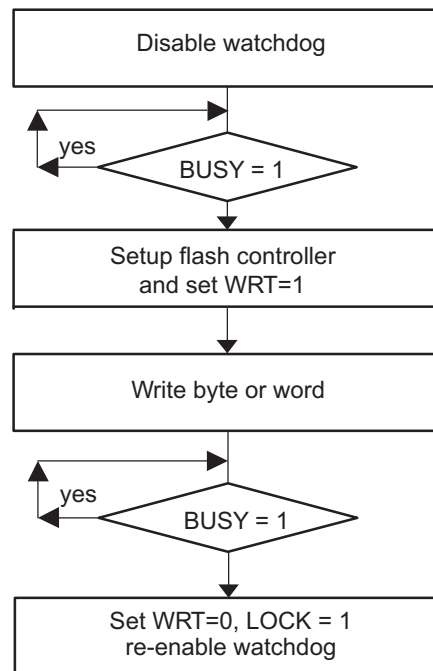 Disable watchdog
yes
BUSY = 1
Setup flash controller
and set WRT=1
Write byte or word
yes
BUSY = 1
Set WRT=0, LOCK = 1
re-enable watchdog